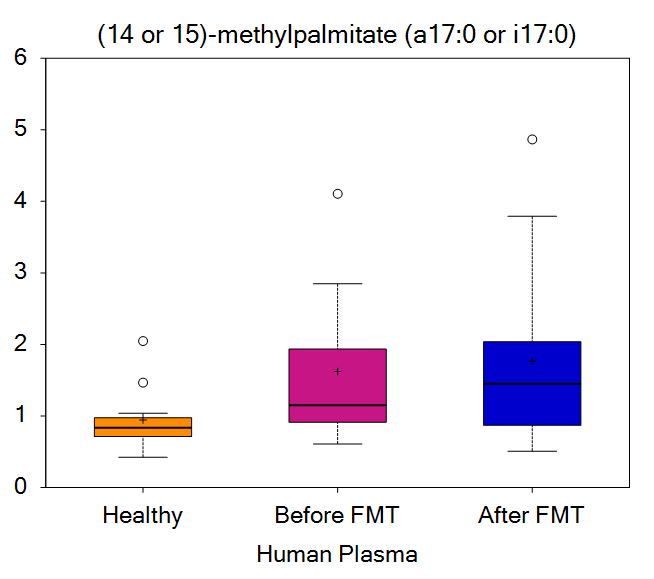 (14 or 15)-methylpalmitate (a17:0 or i17:0)
6
5
4
3
2
1
0
Healthy Before FMT After FMT
Human Plasma